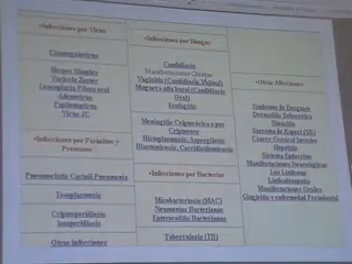 •Infecciones por Virus
Citomegalovirus
Herpes Simples
Varicela Zoster
Leucoplasia Pilosa oral
Adenovirus
Papilomavirus
Virus JC
•Infecciones por Parásitos y
Protozoos
Pneumocistis Carinii Pneumonia
Toxoplasmosis
Criptosporidiosis
Isosporidiosis
Otras infecciones
•Infecciones por Hongos
Candidiasis
Manifestaciones Clínicas
Vaginitis (Candidiasis Vaginal)
Muguet o alba bucal (Candidiasis
Oral)
Esofagitis
Meningitis Criptocócica o por
Criptococo
Histoplasmosis, Aspergilosis
Blastomicosis, Coccidioidomicosis
•Infecciones por Bacterias
Micobacteriosis (MAC)
Neumonías Bacterianas
Enterocolitis Bacterianas
Tuberculosis (TB)
•Otras Afecciones
Síndrome de Desgaste
Dermatitis Seborreica
Sinusitis
Sarcoma de Kaposi (SK)
Cáncer Cervical Invasivo
Hepatitis
Sistema Endocrino
Manifestaciones Neurológicas
Los Linfomas
Linfadenopatía
Manifestaciones Orales
Gingivitis y enfermedad Periodontal